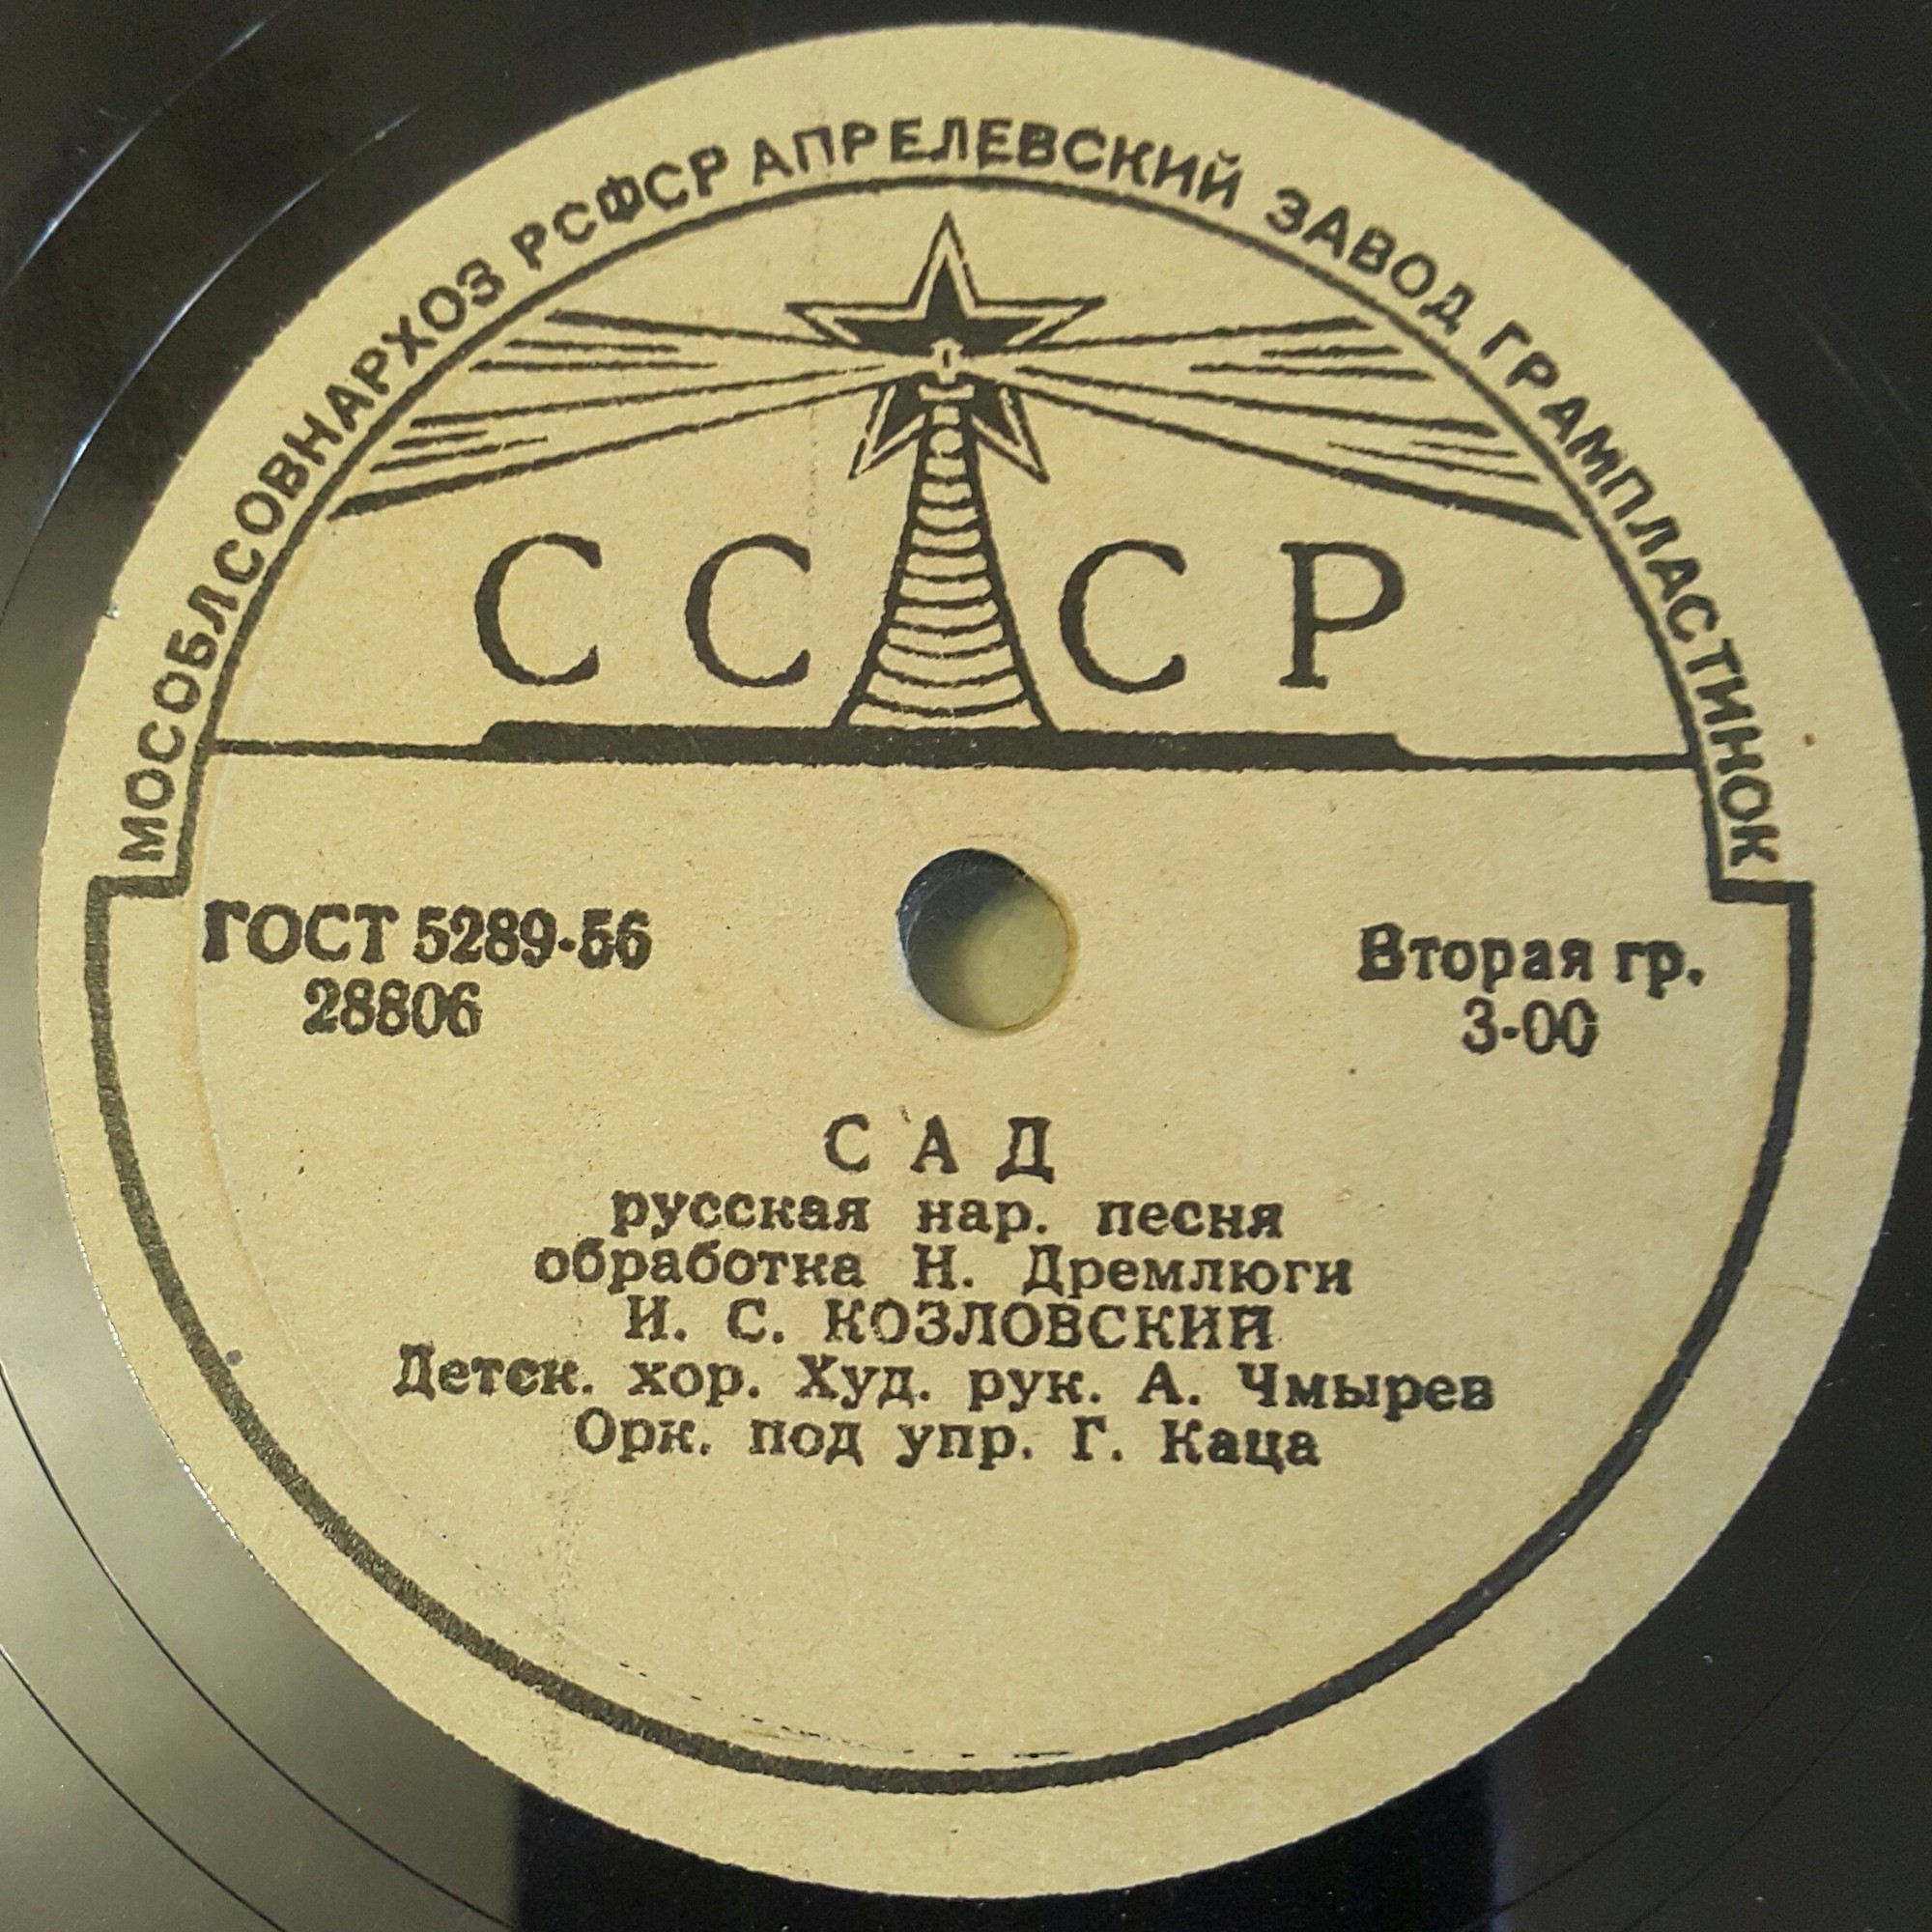 МОСОБЛСОВНАРХОЗ РСФСР АПРЕЛЕВСКИЙ ЗАВОД ГРАМПЛАСТИНОК
СССР
ГОСТ 5289-56
28806
Вторая гр.
3-00
САД
русская нар. песня
обработка Н. Дремлюги
И. С. КОЗЛОВСКИЙ
Детск. хор. Худ. рук. А. Чмырев
Орк. под упр. Г. Каца